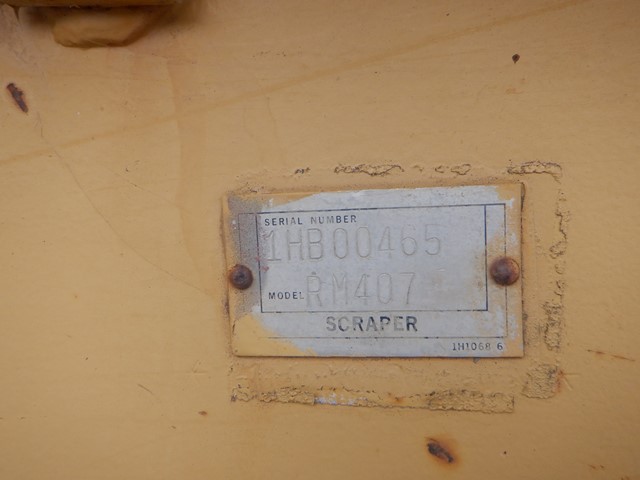 SERIAL NUMBER
1HB00465
MODEL RM407
SCRAPER
1H1068 6